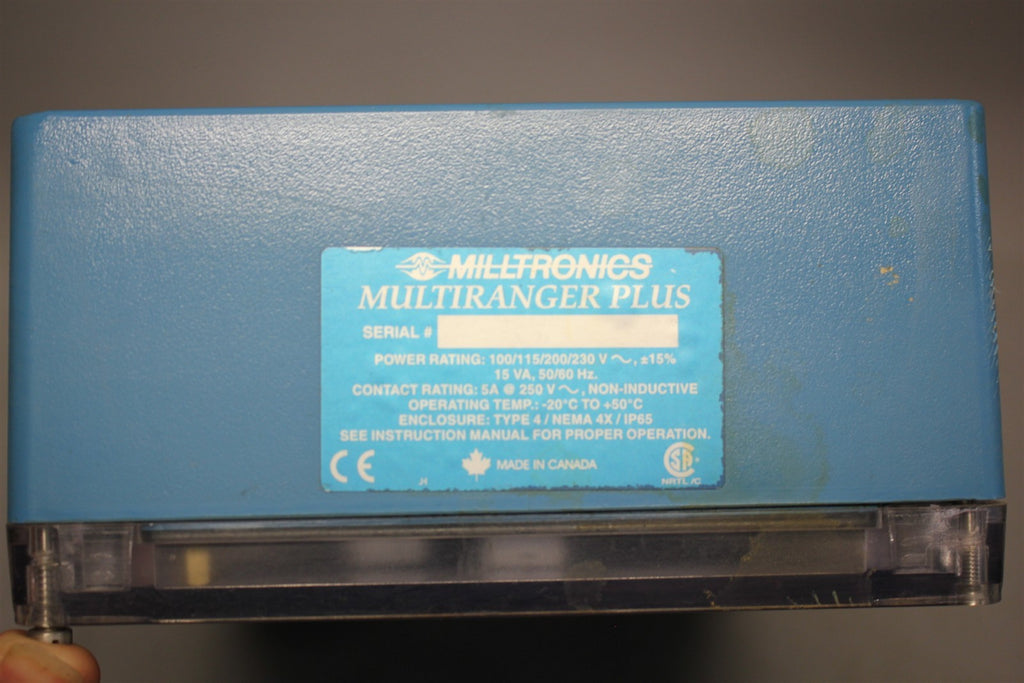 MILLTRONICS
MULTIRANGER PLUS
SERIAL #
POWER RATING: 100/115/200/230 V ∼, ±15%
15 VA, 50/60 Hz.
CONTACT RATING: 5A @ 250 V ∼, NON-INDUCTIVE
OPERATING TEMP.: -20°C TO +50°C
ENCLOSURE: TYPE 4 / NEMA 4X / IP65
SEE INSTRUCTION MANUAL FOR PROPER OPERATION.
CE J4 MADE IN CANADA SA
NRTL /C